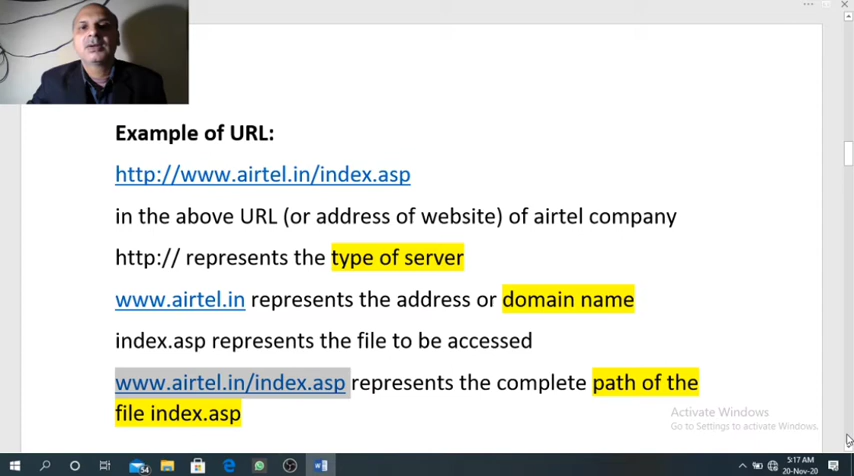 Example of URL:
http://www.airtel.in/index.asp
in the above URL (or address of website) of airtel company
http:// represents the type of server
www.airtel.in represents the address or domain name
index.asp represents the file to be accessed
www.airtel.in/index.asp represents the complete path of the
file index.asp
Activate Windows
Go to Settings to activate Windows.
54
5:17 AM
20-Nov-20